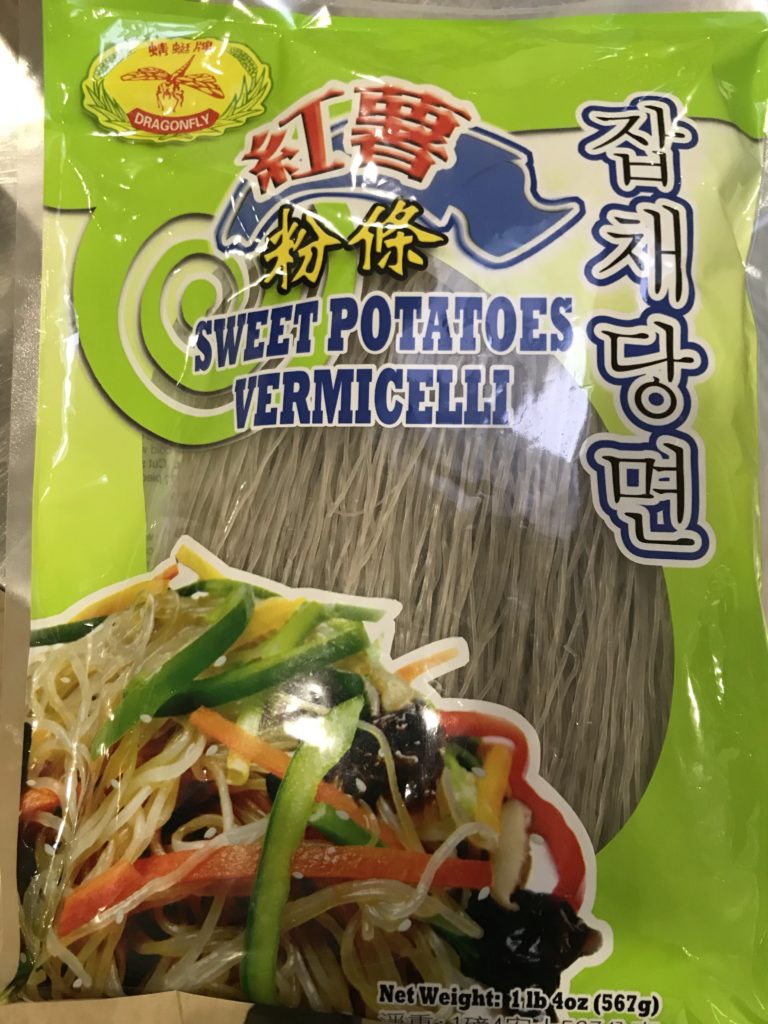 蜻蜓牌
DRAGONFLY
紅薯
粉條
SWEET POTATOES
VERMICELLI
잡채당면
Net Weight: 1 lb 4oz (567g)